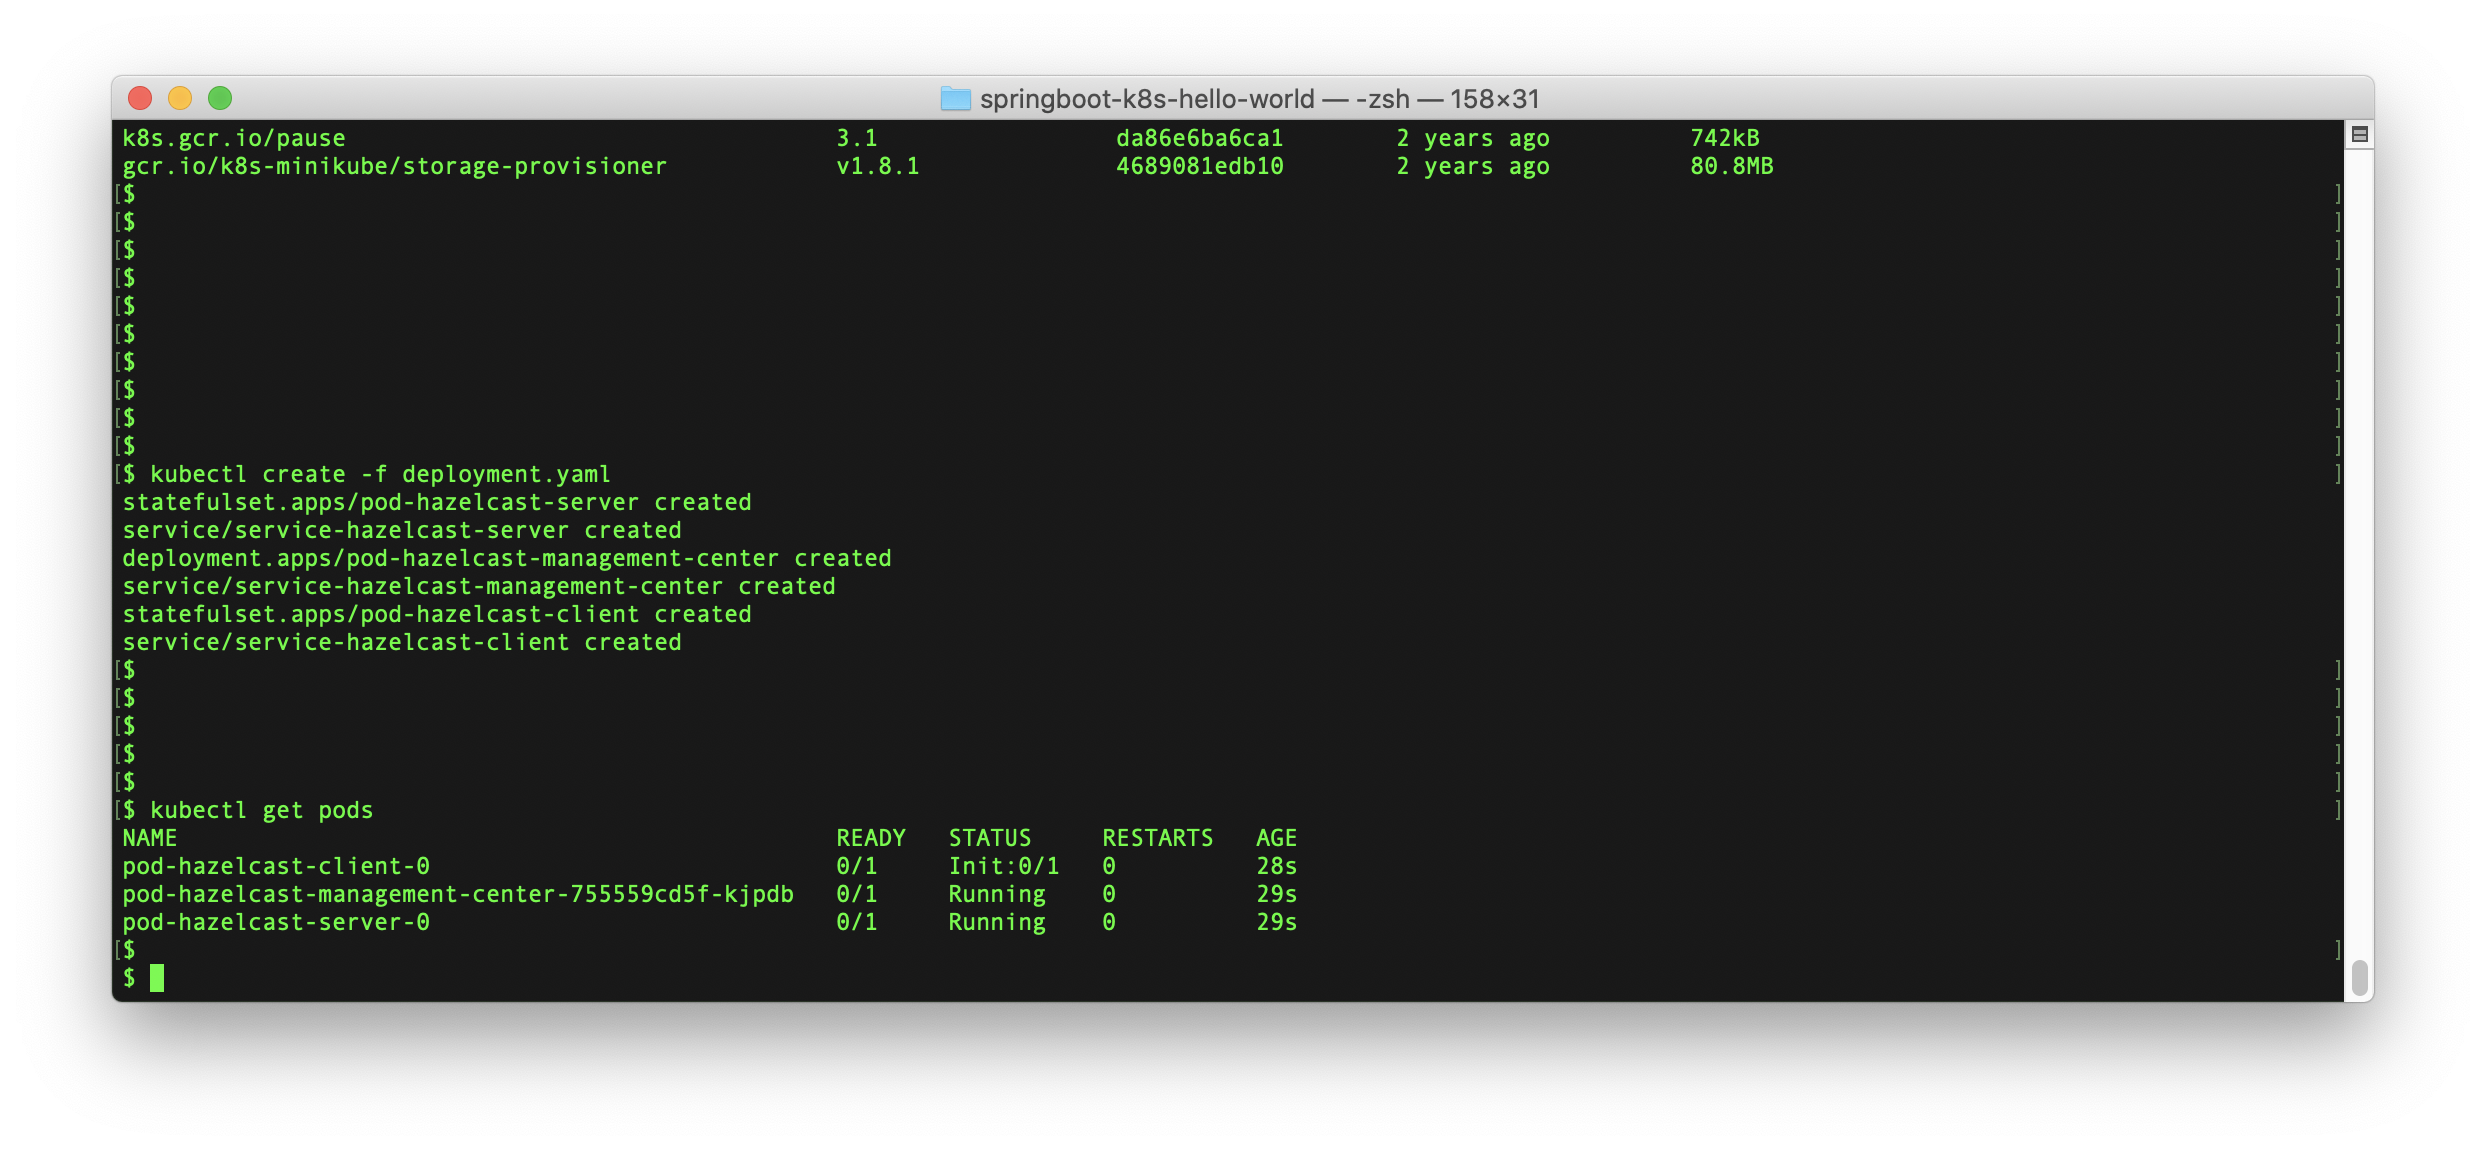 springboot-k8s-hello-world — -zsh — 158×31
k8s.gcr.io/pause 3.1 da86e6ba6ca1 2 years ago 742kB
gcr.io/k8s-minikube/storage-provisioner v1.8.1 4689081edb10 2 years ago 80.8MB
[$ ]
[$ ]
[$ ]
[$ ]
[$ ]
[$ ]
[$ ]
[$ ]
[$ ]
[$ ]
[$ kubectl create -f deployment.yaml ]
statefulset.apps/pod-hazelcast-server created
service/service-hazelcast-server created
deployment.apps/pod-hazelcast-management-center created
service/service-hazelcast-management-center created
statefulset.apps/pod-hazelcast-client created
service/service-hazelcast-client created
[$ ]
[$ ]
[$ ]
[$ ]
[$ ]
[$ kubectl get pods ]
NAME READY STATUS RESTARTS AGE
pod-hazelcast-client-0 0/1 Init:0/1 0 28s
pod-hazelcast-management-center-755559cd5f-kjpdb 0/1 Running 0 29s
pod-hazelcast-server-0 0/1 Running 0 29s
[$ ]
$